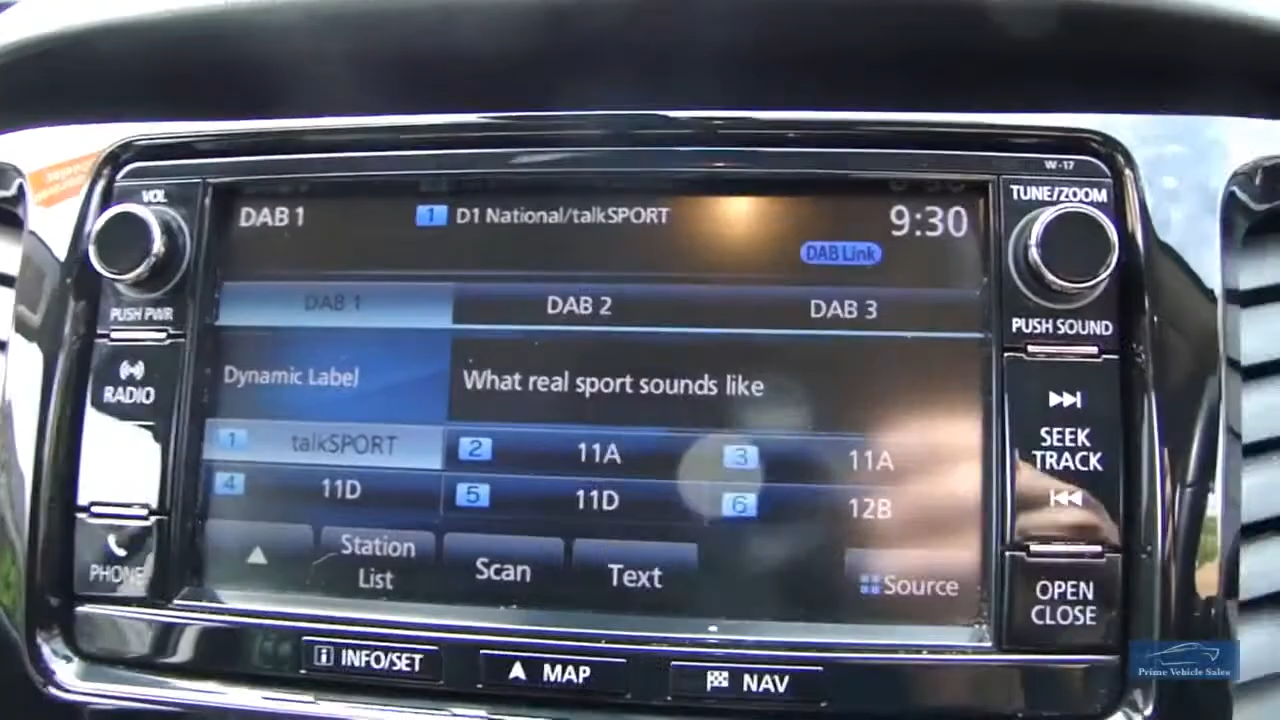 W-17
VOL
TUNE/ZOOM
DAB 1
1 D1 National/talkSPORT
9:30
DAB Link
PUSH PWR
DAB 1
DAB 2
DAB 3
PUSH SOUND
RADIO
Dynamic Label
What real sport sounds like
1 talkSPORT
2 11A
3 11A
4 11D
5 11D
6 12B
SEEK
TRACK
PHONE
Station
List
Scan
Text
Source
OPEN
CLOSE
INFO/SET
MAP
NAV
Prime Vehicle Sales